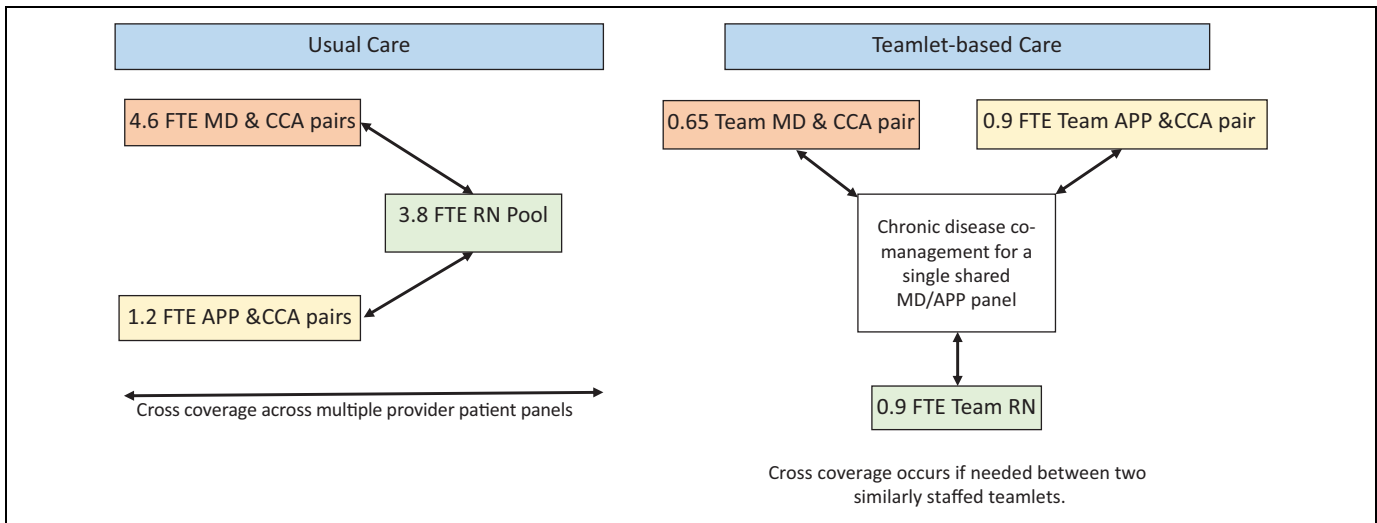 Usual Care
4.6 FTE MD & CCA pairs
3.8 FTE RN Pool
1.2 FTE APP &CCA pairs
Cross coverage across multiple provider patient panels
Teamlet-based Care
0.65 Team MD & CCA pair
0.9 FTE Team APP &CCA pair
Chronic disease co-
management for a
single shared
MD/APP panel
0.9 FTE Team RN
Cross coverage occurs if needed between two
similarly staffed teamlets.